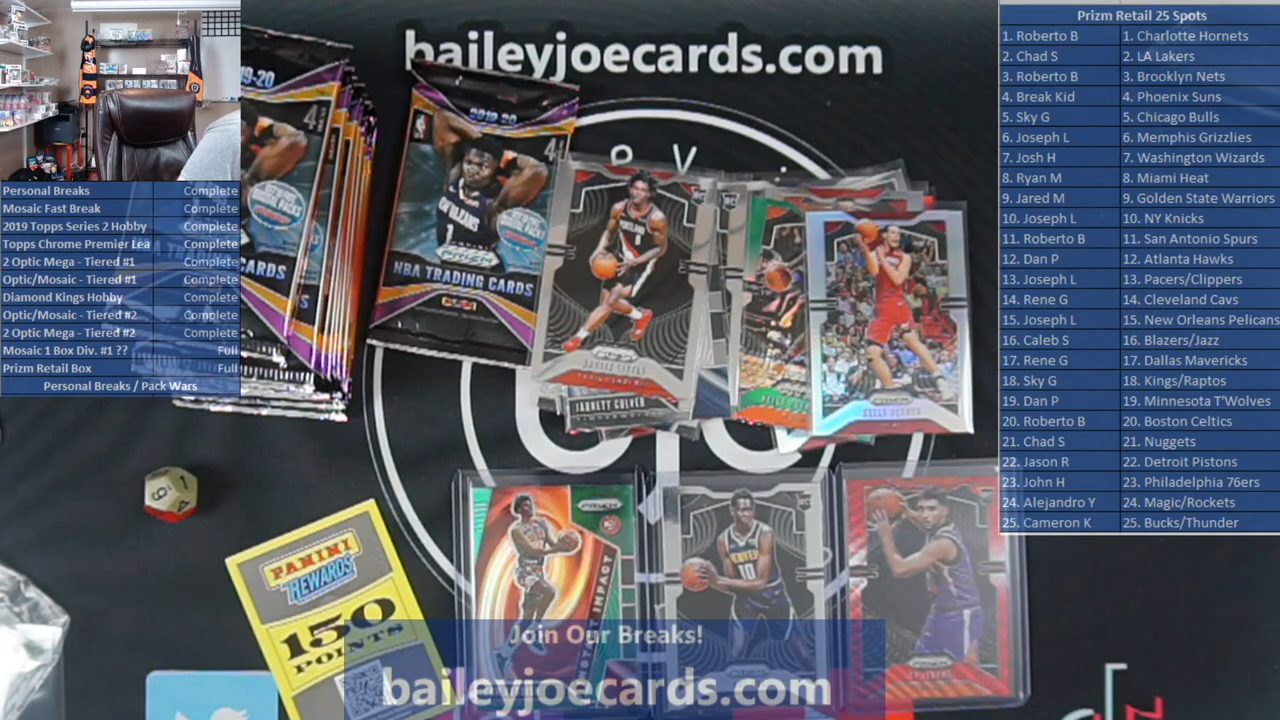 baileyjoecards.com
Personal Breaks Complete
Mosaic Fast Break Complete
2019 Topps Series 2 Hobby Complete
Topps Chrome Premier Lea Complete
2 Optic Mega - Tiered #1 Complete
Optic/Mosaic - Tiered #1 Complete
Diamond Kings Hobby Complete
Optic/Mosaic - Tiered #2 Complete
2 Optic Mega - Tiered #2 Complete
Mosaic 1 Box Div. #1 ?? Full
Prizm Retail Box Full
Personal Breaks / Pack Wars
Prizm Retail 25 Spots
1. Roberto B 1. Charlotte Hornets
2. Chad S 2. LA Lakers
3. Roberto B 3. Brooklyn Nets
4. Break Kid 4. Phoenix Suns
5. Sky G 5. Chicago Bulls
6. Joseph L 6. Memphis Grizzlies
7. Josh H 7. Washington Wizards
8. Ryan M 8. Miami Heat
9. Jared M 9. Golden State Warriors
10. Joseph L 10. NY Knicks
11. Roberto B 11. San Antonio Spurs
12. Dan P 12. Atlanta Hawks
13. Joseph L 13. Pacers/Clippers
14. Rene G 14. Cleveland Cavs
15. Joseph L 15. New Orleans Pelicans
16. Caleb S 16. Blazers/Jazz
17. Rene G 17. Dallas Mavericks
18. Sky G 18. Kings/Raptos
19. Dan P 19. Minnesota T'Wolves
20. Roberto B 20. Boston Celtics
21. Chad S 21. Nuggets
22. Jason R 22. Detroit Pistons
23. John H 23. Philadelphia 76ers
24. Alejandro Y 24. Magic/Rockets
25. Cameron K 25. Bucks/Thunder
2019-20
4
NBA TRADING CARDS
PANINI
CARDS
JARRETT CULVER
PRIZM
INSTANT IMPACT
DENVER
10
PANINI
REWARDS
150
POINTS
Join Our Breaks!
baileyjoecards.com